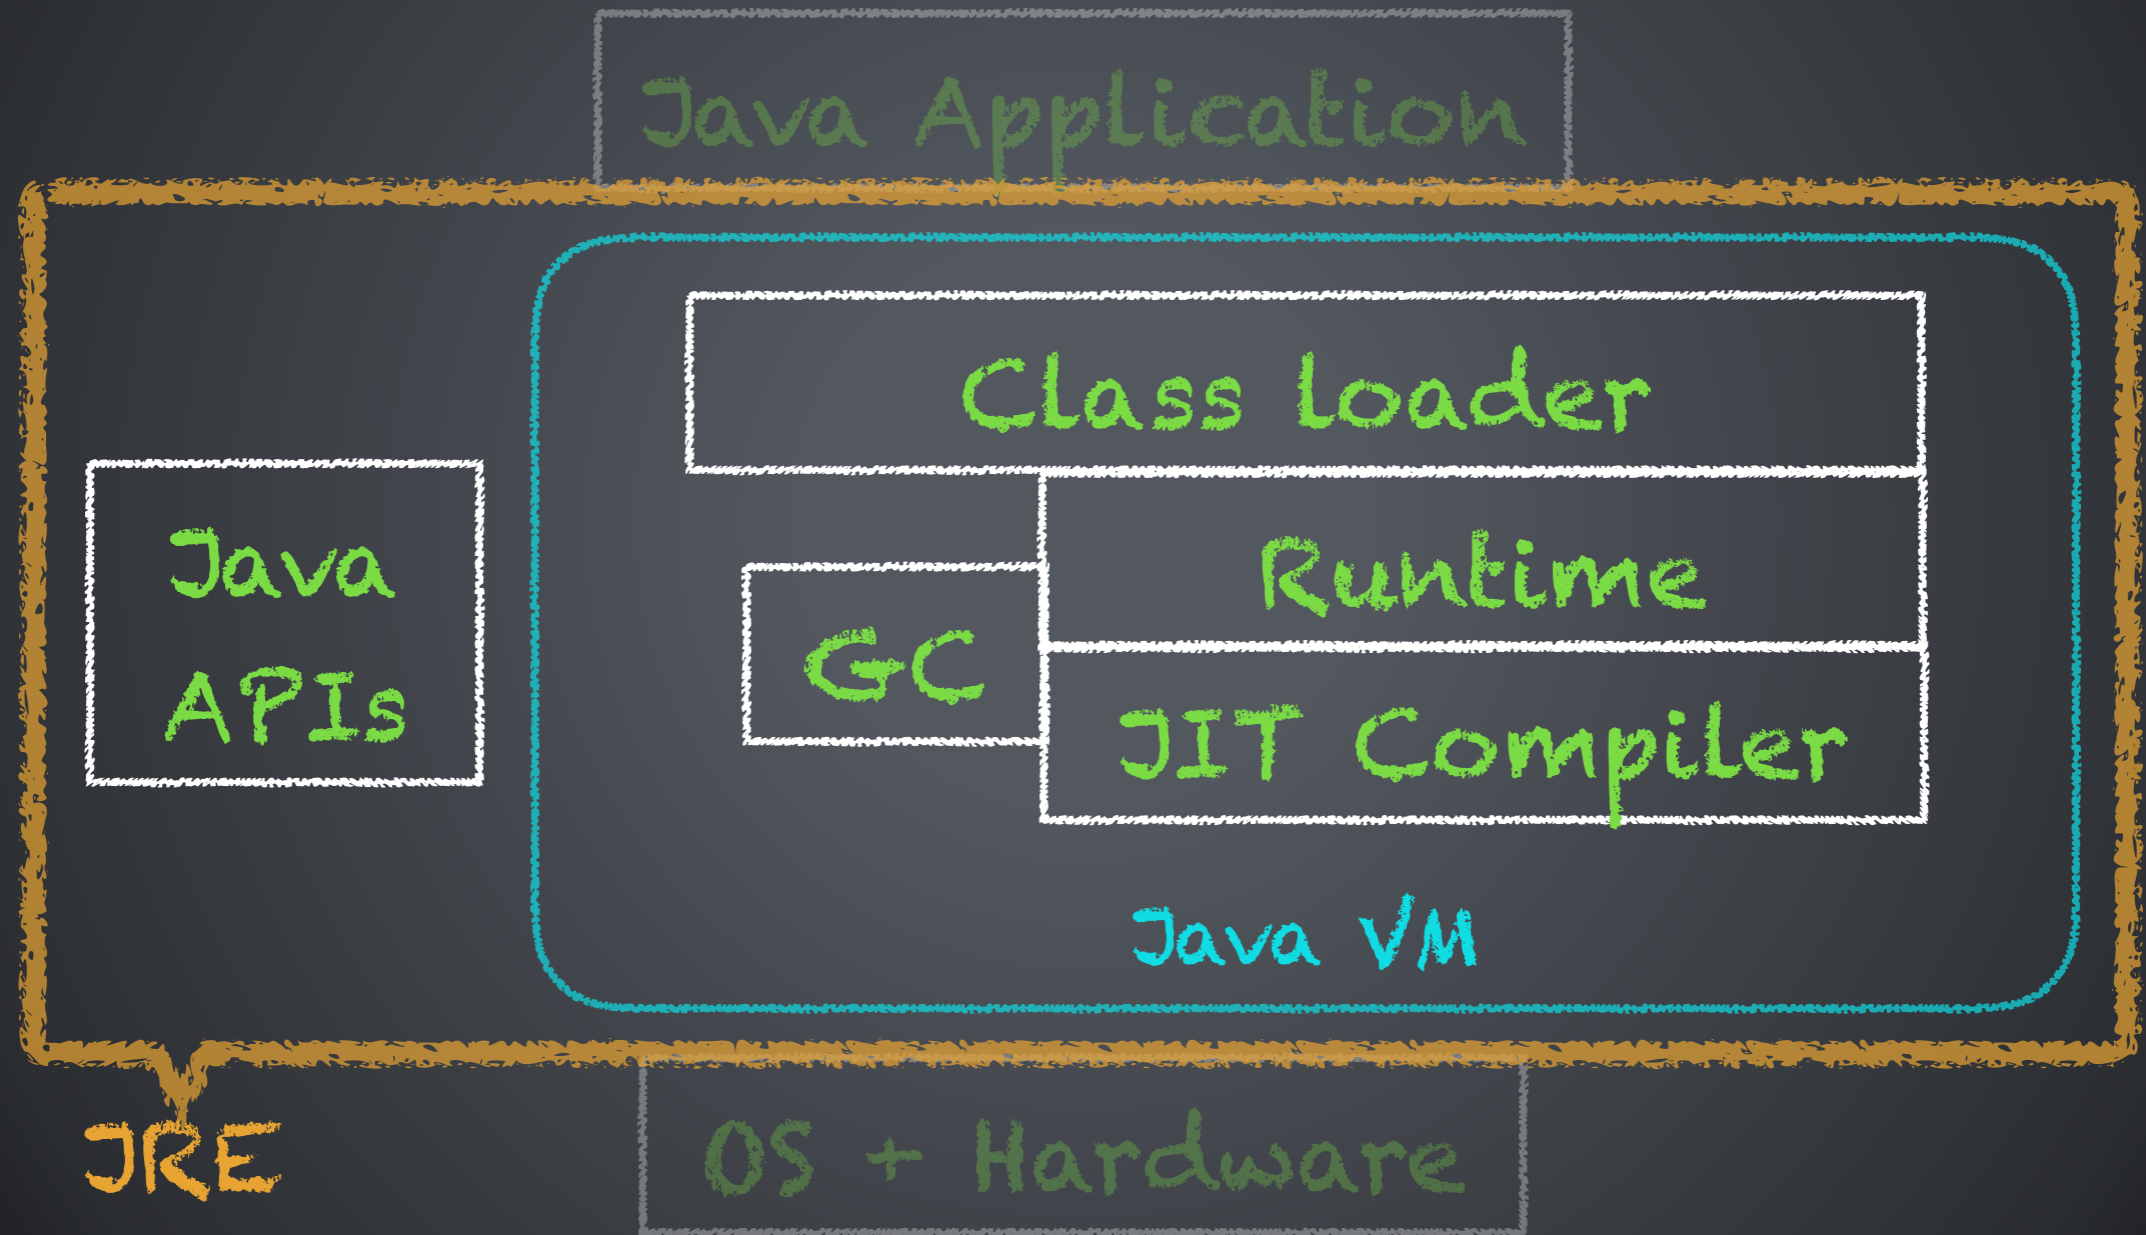 Java Application
Class loader
Java
APIs
Runtime
GC
JIT Compiler
Java VM
JRE
OS + Hardware